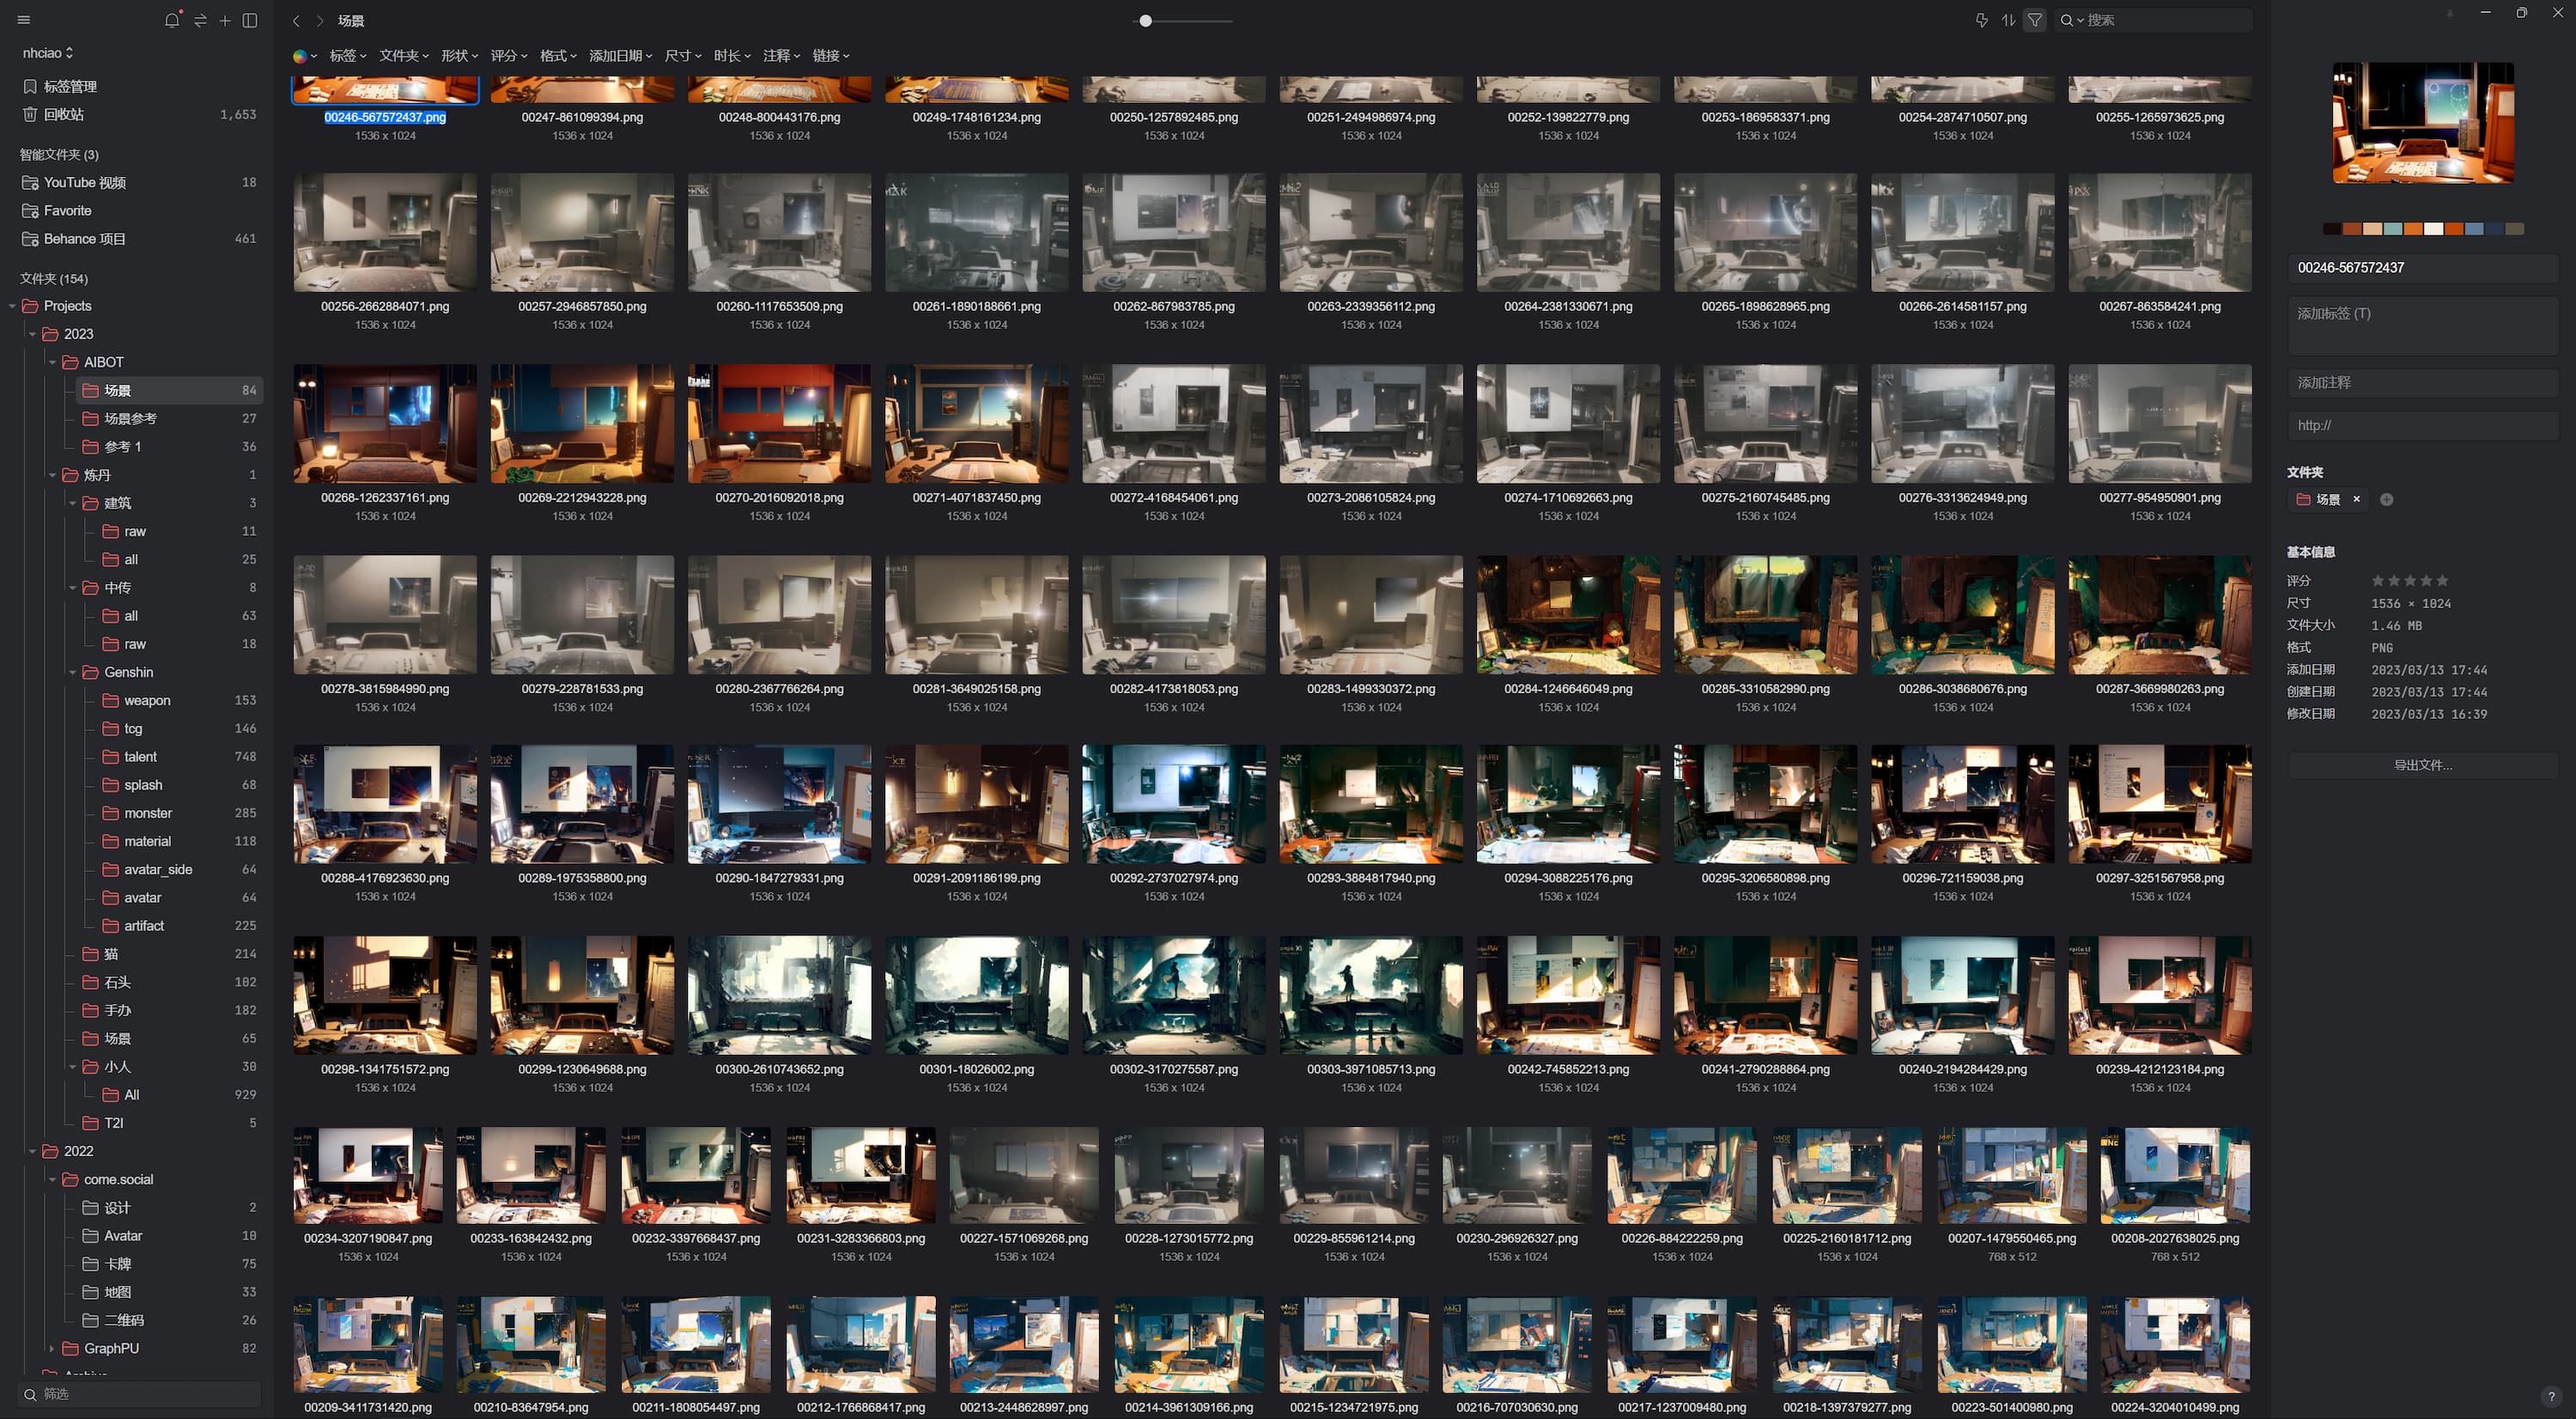 nhciao
标签管理
回收站 1,653
智能文件夹 (3)
YouTube 视频 18
Favorite
Behance 项目 461
文件夹 (154)
Projects
2023
AIBOT
场景 84
场景参考 27
参考 1 36
炼丹 1
建筑 3
raw 11
all 25
中传 8
all 63
raw 18
Genshin
weapon 153
tcg 146
talent 748
splash 68
monster 285
material 118
avatar_side 64
avatar 64
artifact 225
猫 214
石头 102
手办 182
场景 65
小人 30
All 929
T2I 5
2022
come.social
设计 2
Avatar 10
卡牌 75
地图 33
二维码 26
GraphPU 82
筛选
场景
搜索
标签 文件夹 形状 评分 格式 添加日期 尺寸 时长 注释 链接
00246-567572437.png 00247-861099394.png 00248-800443176.png 00249-1748161234.png 00250-1257892485.png 00251-2494986974.png 00252-139822779.png 00253-1869583371.png 00254-2874710507.png 00255-1265973625.png
1536 x 1024 1536 x 1024 1536 x 1024 1536 x 1024 1536 x 1024 1536 x 1024 1536 x 1024 1536 x 1024 1536 x 1024 1536 x 1024
00256-2662884071.png 00257-2946857850.png 00260-1117653509.png 00261-1890188661.png 00262-867983785.png 00263-2339356112.png 00264-2381330671.png 00265-1898628965.png 00266-2614581157.png 00267-863584241.png
1536 x 1024 1536 x 1024 1536 x 1024 1536 x 1024 1536 x 1024 1536 x 1024 1536 x 1024 1536 x 1024 1536 x 1024 1536 x 1024
00268-1262337161.png 00269-2212943228.png 00270-2016092018.png 00271-4071837450.png 00272-4168454061.png 00273-2086105824.png 00274-1710692663.png 00275-2160745485.png 00276-3313624949.png 00277-954950901.png
1536 x 1024 1536 x 1024 1536 x 1024 1536 x 1024 1536 x 1024 1536 x 1024 1536 x 1024 1536 x 1024 1536 x 1024 1536 x 1024
00278-3815984990.png 00279-228781533.png 00280-2367766264.png 00281-3649025158.png 00282-4173818053.png 00283-1499330372.png 00284-1246646049.png 00285-3310582990.png 00286-3038680676.png 00287-3669980263.png
1536 x 1024 1536 x 1024 1536 x 1024 1536 x 1024 1536 x 1024 1536 x 1024 1536 x 1024 1536 x 1024 1536 x 1024 1536 x 1024
00288-4176923630.png 00289-1975358800.png 00290-1847279331.png 00291-2091186199.png 00292-2737027974.png 00293-3884817940.png 00294-3088225176.png 00295-3206580898.png 00296-721159038.png 00297-3251567958.png
1536 x 1024 1536 x 1024 1536 x 1024 1536 x 1024 1536 x 1024 1536 x 1024 1536 x 1024 1536 x 1024 1536 x 1024 1536 x 1024
00298-1341751572.png 00299-1230649688.png 00300-2610743652.png 00301-18026002.png 00302-3170275587.png 00303-3971085713.png 00242-745852213.png 00241-2790288864.png 00240-2194284429.png 00239-4212123184.png
1536 x 1024 1536 x 1024 1536 x 1024 1536 x 1024 1536 x 1024 1536 x 1024 1536 x 1024 1536 x 1024 1536 x 1024 1536 x 1024
00234-3207190847.png 00233-163842432.png 00232-3397668437.png 00231-3283366803.png 00227-1571069268.png 00228-1273015772.png 00229-855961214.png 00230-296926327.png 00226-884222259.png 00225-2160181712.png 00207-1479550465.png 00208-2027638025.png
1536 x 1024 1536 x 1024 1536 x 1024 1536 x 1024 1536 x 1024 1536 x 1024 1536 x 1024 1536 x 1024 1536 x 1024 1536 x 1024 768 x 512 768 x 512
00209-3411731420.png 00210-83647954.png 00211-1808054497.png 00212-1766868417.png 00213-2448628997.png 00214-3961309166.png 00215-1234721975.png 00216-707030630.png 00217-1237009480.png 00218-1397379277.png 00223-501400980.png 00224-3204010499.png
00246-567572437
添加标签 (T)
添加注释
http://
文件夹
场景
基本信息
评分
尺寸 1536 × 1024
文件大小 1.46 MB
格式 PNG
添加日期 2023/03/13 17:44
创建日期 2023/03/13 17:44
修改日期 2023/03/13 16:39
导出文件...
?